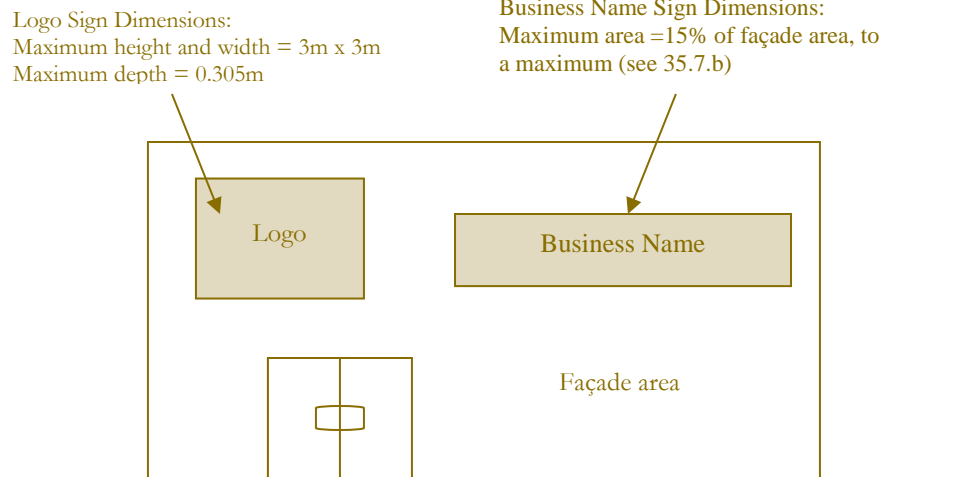 Logo Sign Dimensions:
Maximum height and width = 3m x 3m
Maximum depth = 0.305m
Business Name Sign Dimensions:
Maximum area =15% of façade area, to
a maximum (see 35.7.b)
Logo
Business Name
Façade area